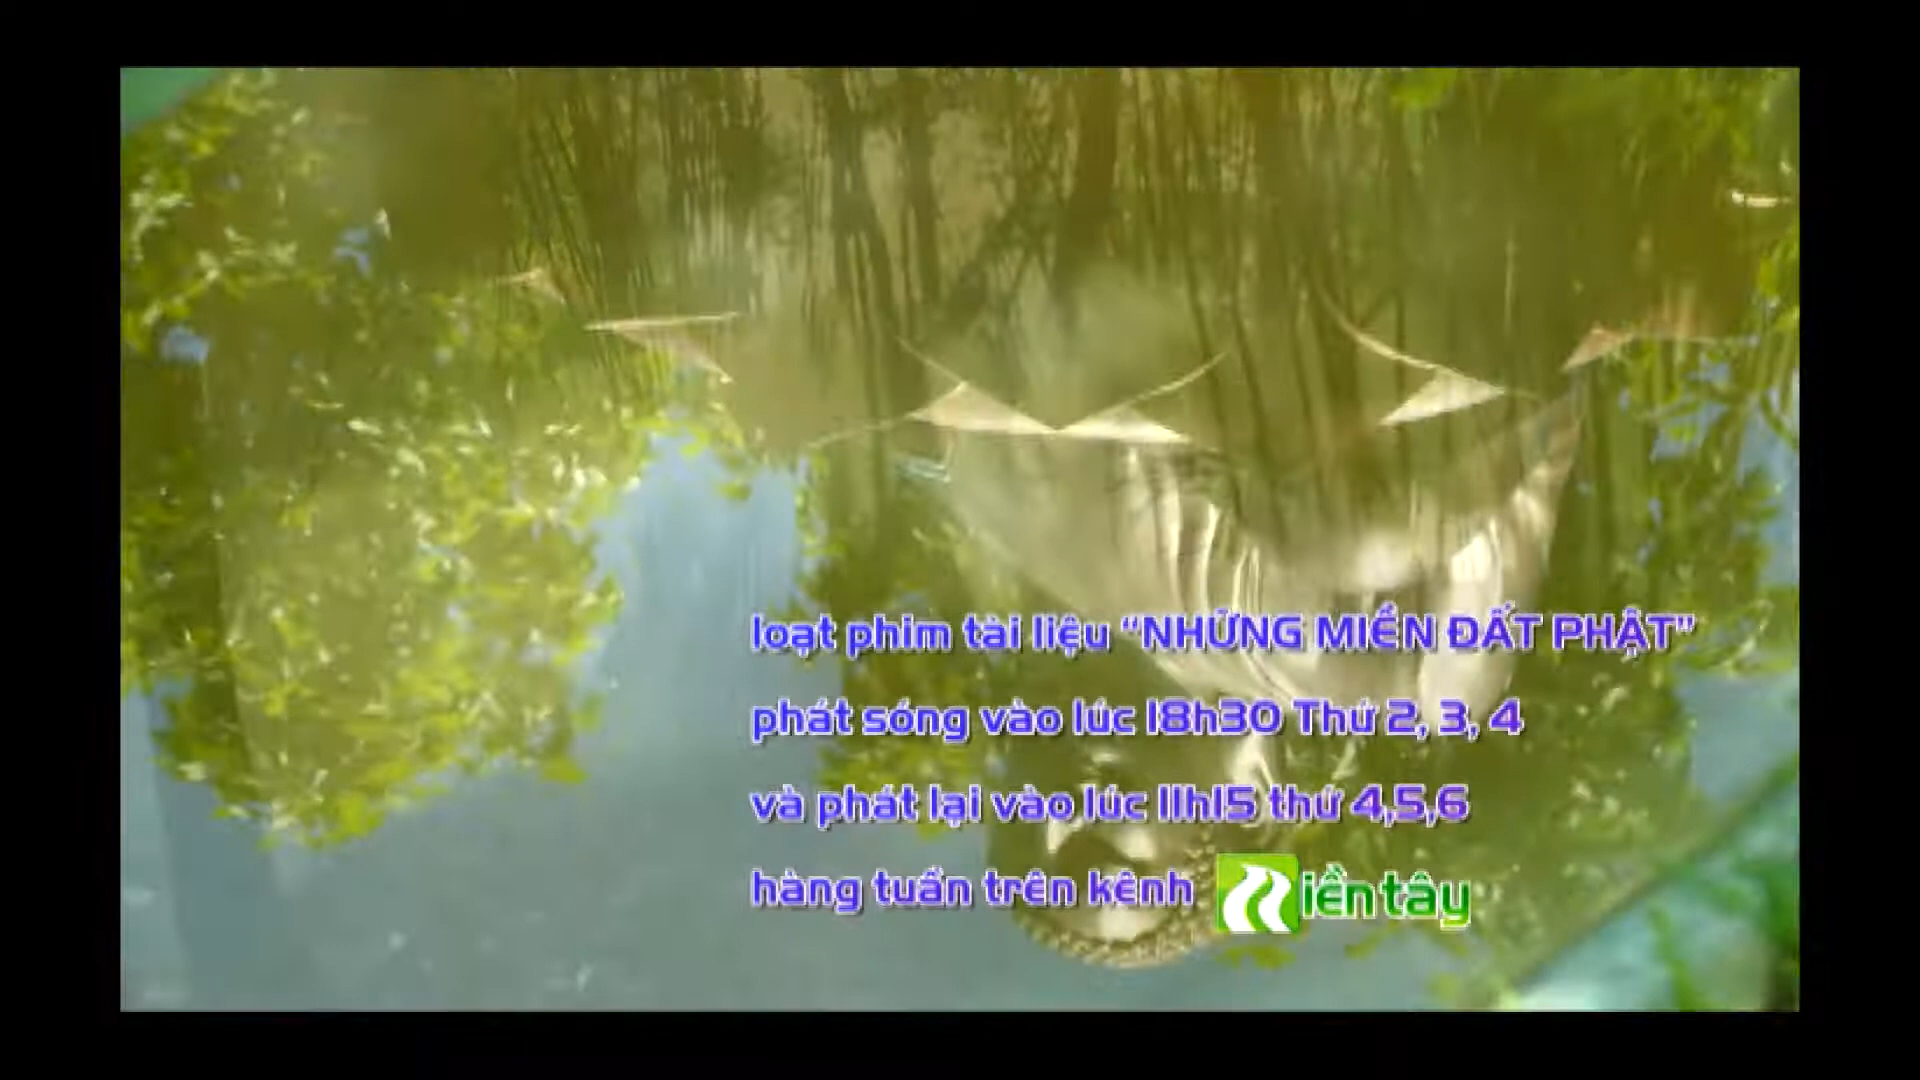 loạt phim tài liệu “NHỮNG MIỀN ĐẤT PHẬT”
phát sóng vào lúc 18h30 Thứ 2, 3, 4
và phát lại vào lúc 11h15 thứ 4,5,6
hàng tuần trên kênh miền tây